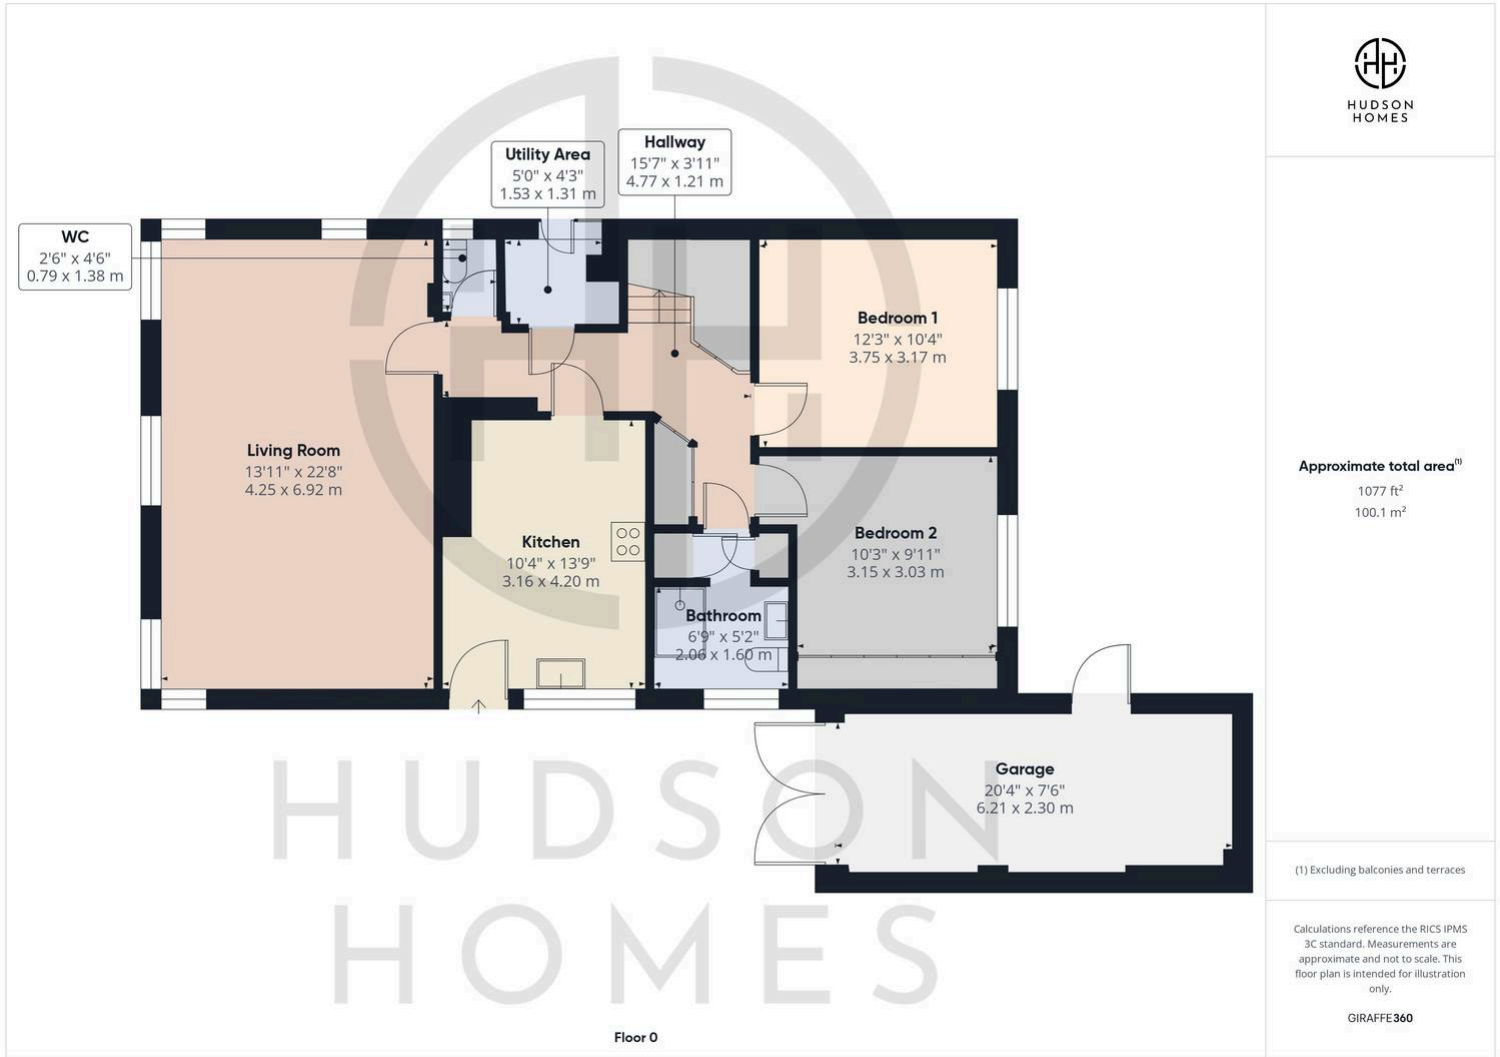 HUDSON
HOMES
Utility Area
5'0" x 4'3"
1.53 x 1.31 m
Hallway
15'7" x 3'11"
4.77 x 1.21 m
WC
2'6" x 4'6"
0.79 x 1.38 m
Bedroom 1
12'3" x 10'4"
3.75 x 3.17 m
Living Room
13'11" x 22'8"
4.25 x 6.92 m
Kitchen
10'4" x 13'9"
3.16 x 4.20 m
Bedroom 2
10'3" x 9'11"
3.15 x 3.03 m
Bathroom
6'9" x 5'2"
2.06 x 1.60 m
Garage
20'4" x 7'6"
6.21 x 2.30 m
HUDSON
HOMES
Floor 0
Approximate total area(1)
1077 ft²
100.1 m²
(1) Excluding balconies and terraces
Calculations reference the RICS IPMS
3C standard. Measurements are
approximate and not to scale. This
floor plan is intended for illustration
only.
GIRAFFE360